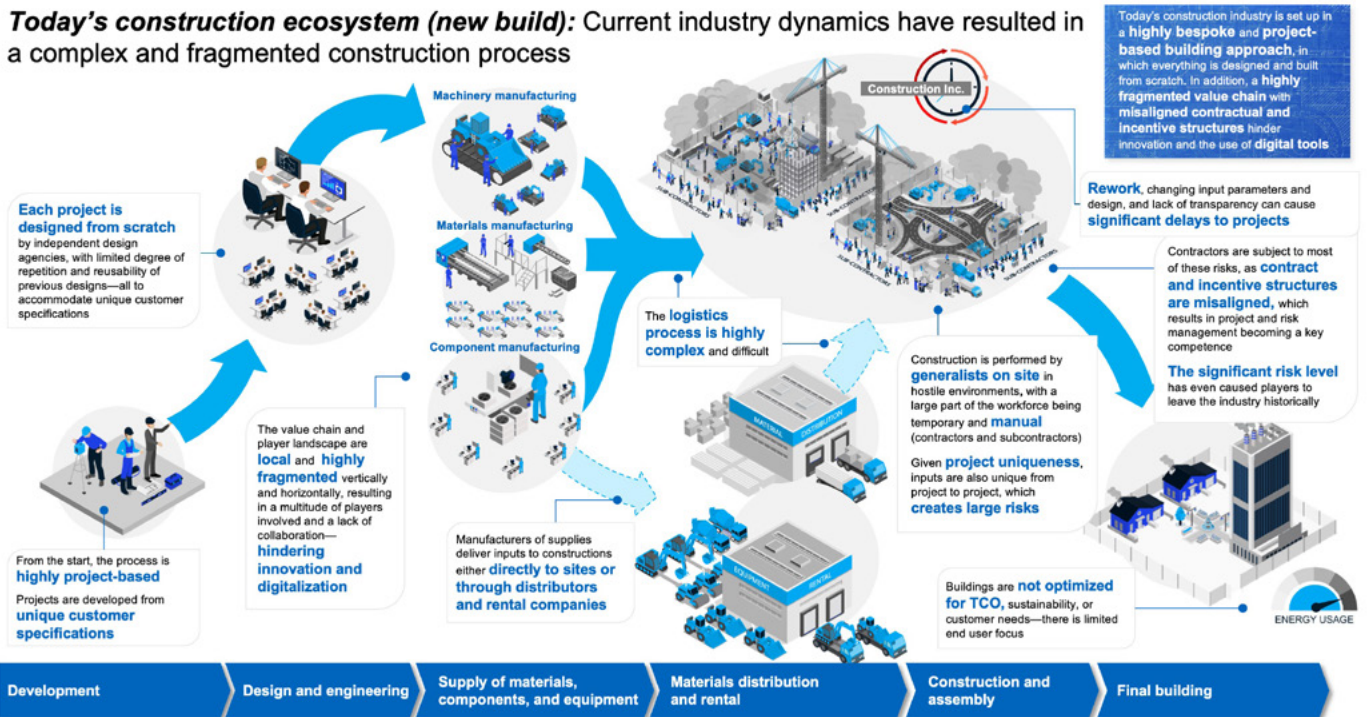 Today's construction ecosystem (new build): Current industry dynamics have resulted in
a complex and fragmented construction process
Today's construction industry is set up in
a highly bespoke and project-
based building approach, in
which everything is designed and built
from scratch. In addition, a highly
fragmented value chain with
misaligned contractual and
incentive structures hinder
innovation and the use of digital tools
Machinery manufacturing
Materials manufacturing
Component manufacturing
Construction Inc.
SUB-CONTRACTORS
SUB-CONTRACTORS
SUB-CONTRACTORS
SUB-CONTRACTORS
Each project is
designed from scratch
by independent design
agencies, with limited degree of
repetition and reusability of
previous designs—all to
accommodate unique customer
specifications
Rework, changing input parameters and
design, and lack of transparency can cause
significant delays to projects
Contractors are subject to most
of these risks, as contract
and incentive structures
are misaligned, which
results in project and risk
management becoming a key
competence
The significant risk level
has even caused players to
leave the industry historically
The logistics
process is highly
complex and difficult
Construction is performed by
generalists on site in
hostile environments, with a
large part of the workforce being
temporary and manual
(contractors and subcontractors)
Given project uniqueness,
inputs are also unique from
project to project, which
creates large risks
The value chain and
player landscape are
local and highly
fragmented vertically
and horizontally, resulting
in a multitude of players
involved and a lack of
collaboration—
hindering
innovation and
digitalization
MATERIAL DISTRIBUTION
EQUIPMENT RENTAL
Manufacturers of supplies
deliver inputs to constructions
either directly to sites or
through distributors
and rental companies
From the start, the process is
highly project-based
Projects are developed from
unique customer
specifications
Buildings are not optimized
for TCO, sustainability, or
customer needs—there is limited
end user focus
ENERGY USAGE
Development
Design and engineering
Supply of materials,
components, and equipment
Materials distribution
and rental
Construction and
assembly
Final building